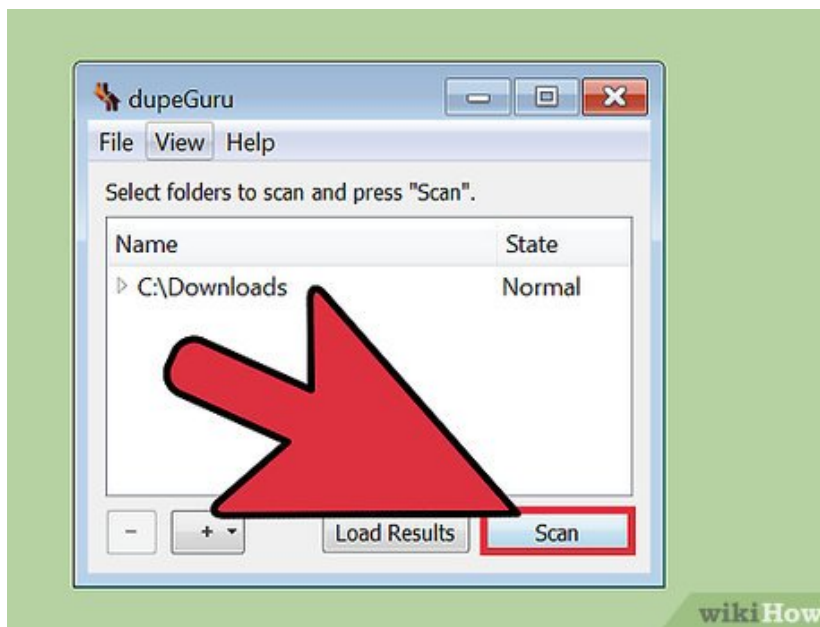 dupeGuru
File View Help
Select folders to scan and press "Scan".
Name State
C:\Downloads Normal
- + Load Results Scan
wikiHow